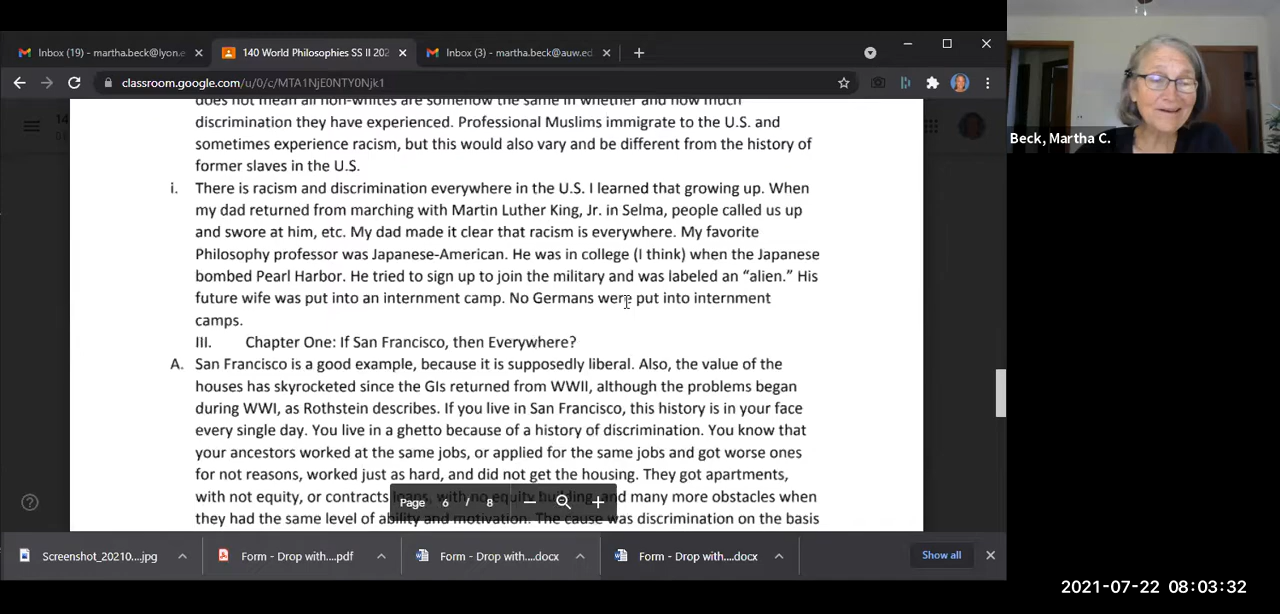 Inbox (19) - martha.beck@lyon.e
140 World Philosophies SS II 202
Inbox (3) - martha.beck@auw.ed
classroom.google.com/u/0/c/MTA1NjE0NTY0Njk1
Beck, Martha C.
14
does not mean all non-whites are somehow the same in whether and how much
discrimination they have experienced. Professional Muslims immigrate to the U.S. and
sometimes experience racism, but this would also vary and be different from the history of
former slaves in the U.S.
i. There is racism and discrimination everywhere in the U.S. I learned that growing up. When
my dad returned from marching with Martin Luther King, Jr. in Selma, people called us up
and swore at him, etc. My dad made it clear that racism is everywhere. My favorite
Philosophy professor was Japanese-American. He was in college (I think) when the Japanese
bombed Pearl Harbor. He tried to sign up to join the military and was labeled an “alien.” His
future wife was put into an internment camp. No Germans were put into internment
camps.
III. Chapter One: If San Francisco, then Everywhere?
A. San Francisco is a good example, because it is supposedly liberal. Also, the value of the
houses has skyrocketed since the GIs returned from WWII, although the problems began
during WWI, as Rothstein describes. If you live in San Francisco, this history is in your face
every single day. You live in a ghetto because of a history of discrimination. You know that
your ancestors worked at the same jobs, or applied for the same jobs and got worse ones
for not reasons, worked just as hard, and did not get the housing. They got apartments,
with not equity, or contracts loans, with no equity building and many more obstacles when
they had the same level of ability and motivation. The cause was discrimination on the basis
Page 6 / 8
Screenshot_20210....jpg
Form - Drop with....pdf
Form - Drop with....docx
Form - Drop with....docx
Show all
2021-07-22 08:03:32